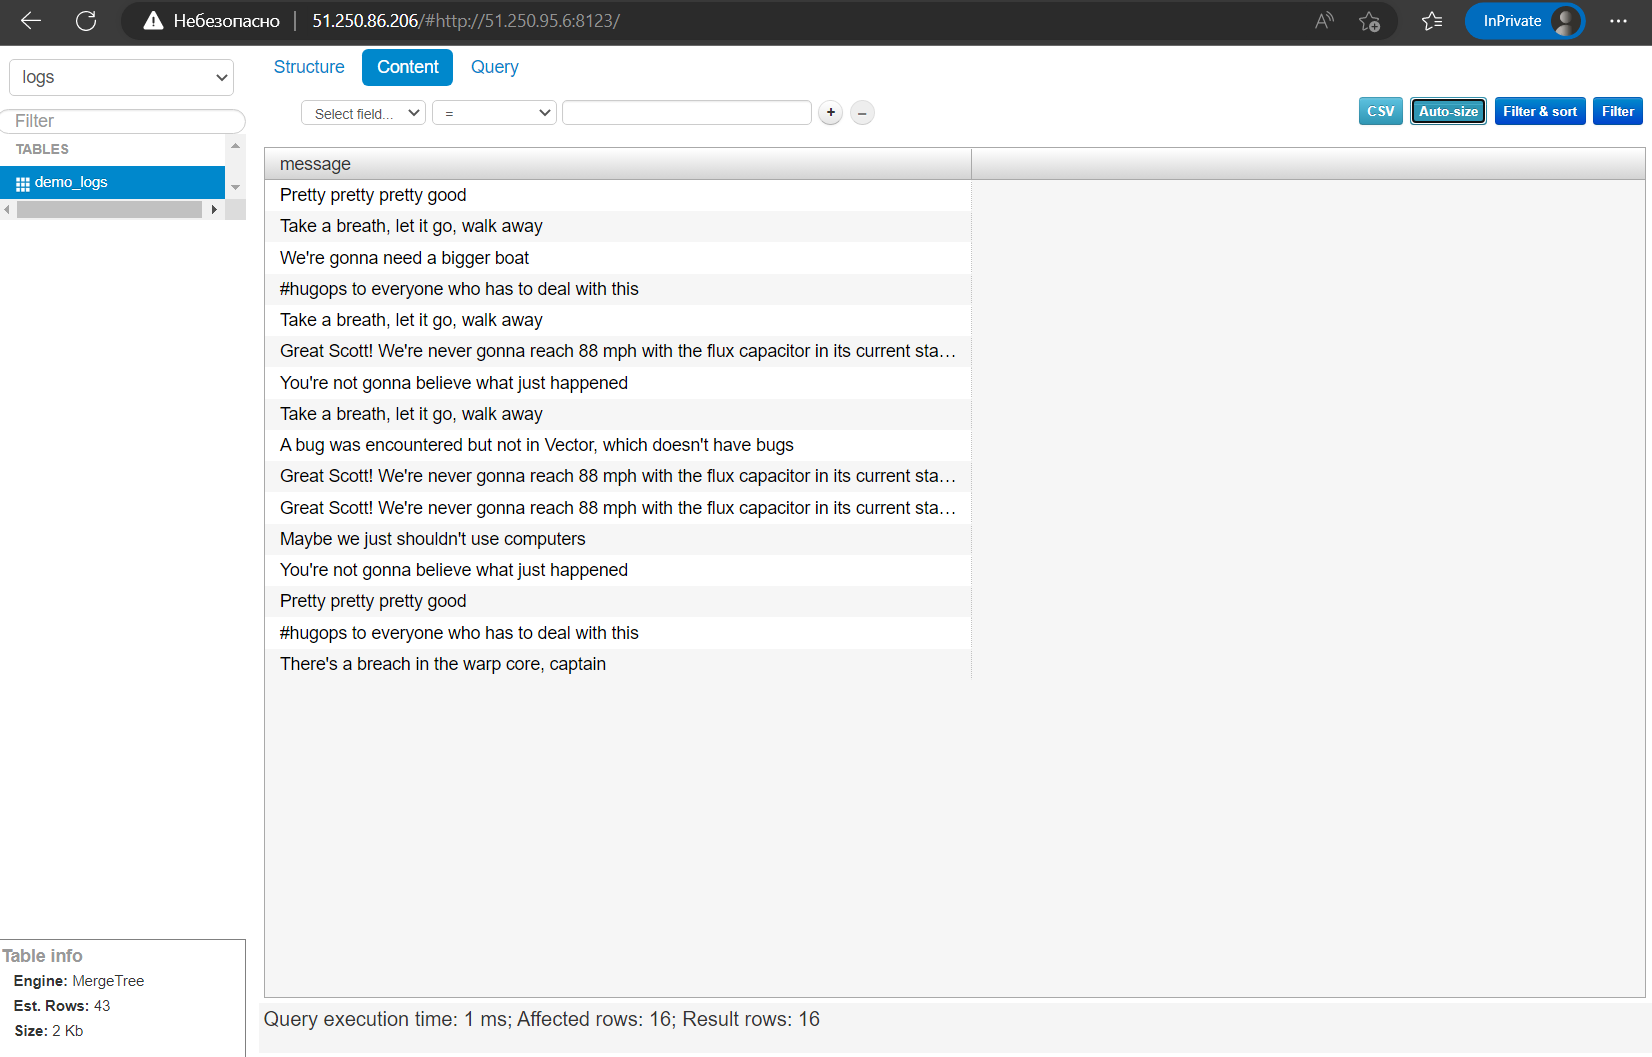 Небезопасно 51.250.86.206/#http://51.250.95.6:8123/ InPrivate
logs
Filter
TABLES
demo_logs
Structure Content Query
Select field... = + –
CSV Auto-size Filter & sort Filter
message
Pretty pretty pretty good
Take a breath, let it go, walk away
We're gonna need a bigger boat
#hugops to everyone who has to deal with this
Take a breath, let it go, walk away
Great Scott! We're never gonna reach 88 mph with the flux capacitor in its current sta…
You're not gonna believe what just happened
Take a breath, let it go, walk away
A bug was encountered but not in Vector, which doesn't have bugs
Great Scott! We're never gonna reach 88 mph with the flux capacitor in its current sta…
Great Scott! We're never gonna reach 88 mph with the flux capacitor in its current sta…
Maybe we just shouldn't use computers
You're not gonna believe what just happened
Pretty pretty pretty good
#hugops to everyone who has to deal with this
There's a breach in the warp core, captain
Table info
Engine: MergeTree
Est. Rows: 43
Size: 2 Kb
Query execution time: 1 ms; Affected rows: 16; Result rows: 16